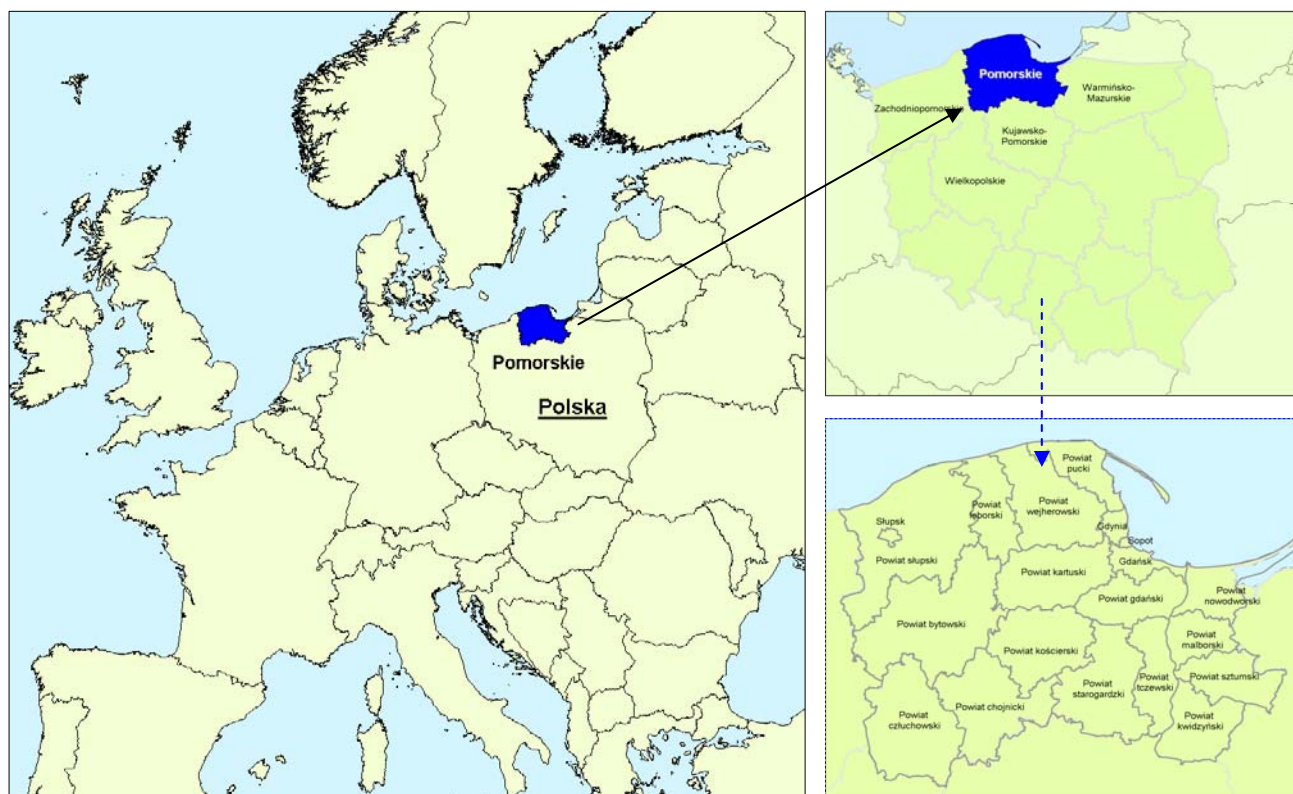 Pomorskie
Polska
Pomorskie
Warmińsko-
Mazurskie
Zachodniopomorskie
Kujawsko-
Pomorskie
Wielkopolskie
Powiat
pucki
Powiat
wejherowski
Powiat
łęborski
Gdynia
Sopot
Słupsk
Gdańsk
Powiat słupski
Powiat kartuski
Powiat gdański
Powiat
nowodworski
Powiat bytowski
Powiat
malborski
Powiat kościerski
Powiat
starogardzki
Powiat
tczewski
Powiat sztumski
Powiat
człuchowski
Powiat chojnicki
Powiat
kwidzyński